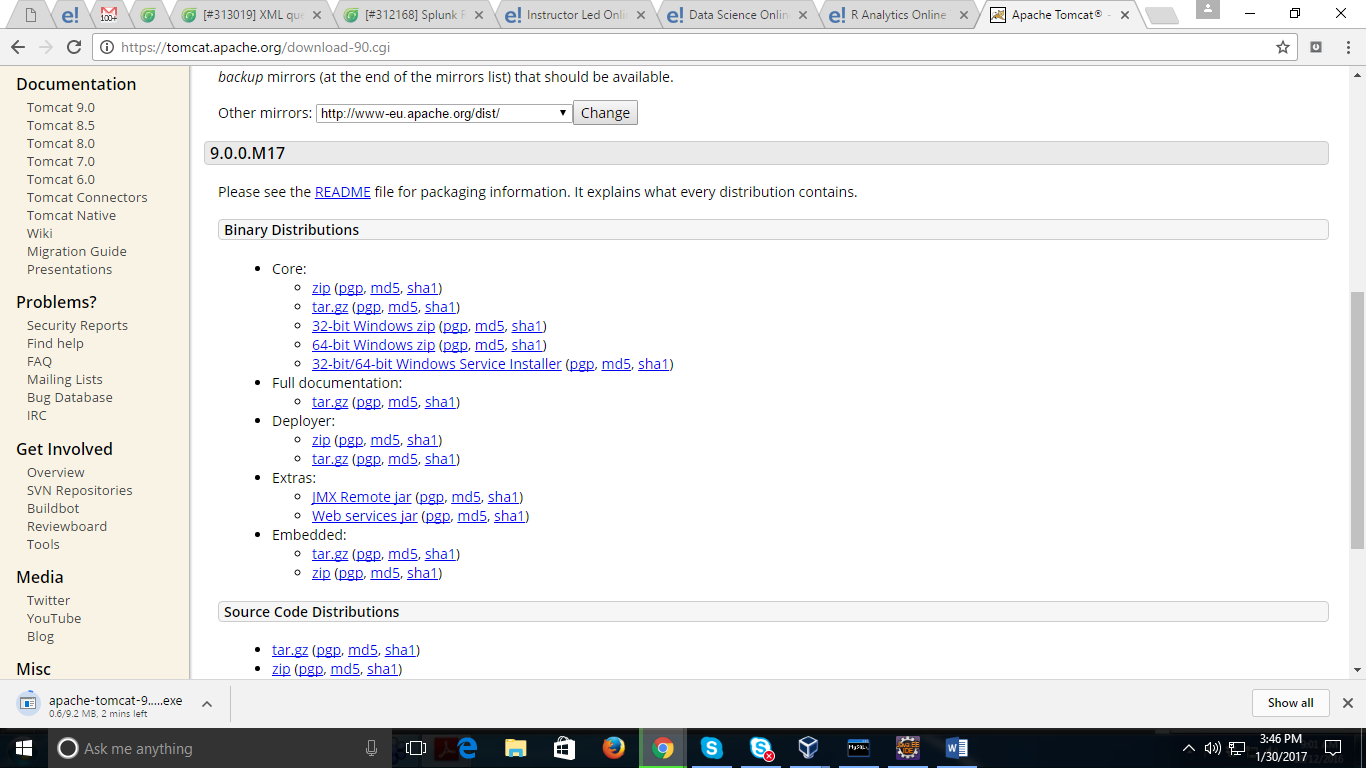 100+
[#313019] XML que
[#312168] Splunk F
Instructor Led Onli
Data Science Onlin
R Analytics Online
Apache Tomcat® -
https://tomcat.apache.org/download-90.cgi
Documentation
Tomcat 9.0
Tomcat 8.5
Tomcat 8.0
Tomcat 7.0
Tomcat 6.0
Tomcat Connectors
Tomcat Native
Wiki
Migration Guide
Presentations
Problems?
Security Reports
Find help
FAQ
Mailing Lists
Bug Database
IRC
Get Involved
Overview
SVN Repositories
Buildbot
Reviewboard
Tools
Media
Twitter
YouTube
Blog
Misc
backup mirrors (at the end of the mirrors list) that should be available.
Other mirrors: http://www-eu.apache.org/dist/ Change
9.0.0.M17
Please see the README file for packaging information. It explains what every distribution contains.
Binary Distributions
Core:
zip (pgp, md5, sha1)
tar.gz (pgp, md5, sha1)
32-bit Windows zip (pgp, md5, sha1)
64-bit Windows zip (pgp, md5, sha1)
32-bit/64-bit Windows Service Installer (pgp, md5, sha1)
Full documentation:
tar.gz (pgp, md5, sha1)
Deployer:
zip (pgp, md5, sha1)
tar.gz (pgp, md5, sha1)
Extras:
JMX Remote jar (pgp, md5, sha1)
Web services jar (pgp, md5, sha1)
Embedded:
tar.gz (pgp, md5, sha1)
zip (pgp, md5, sha1)
Source Code Distributions
tar.gz (pgp, md5, sha1)
zip (pgp, md5, sha1)
apache-tomcat-9.....exe
0.6/9.2 MB, 2 mins left
Show all
Ask me anything
MySQL
3:46 PM
1/30/2017